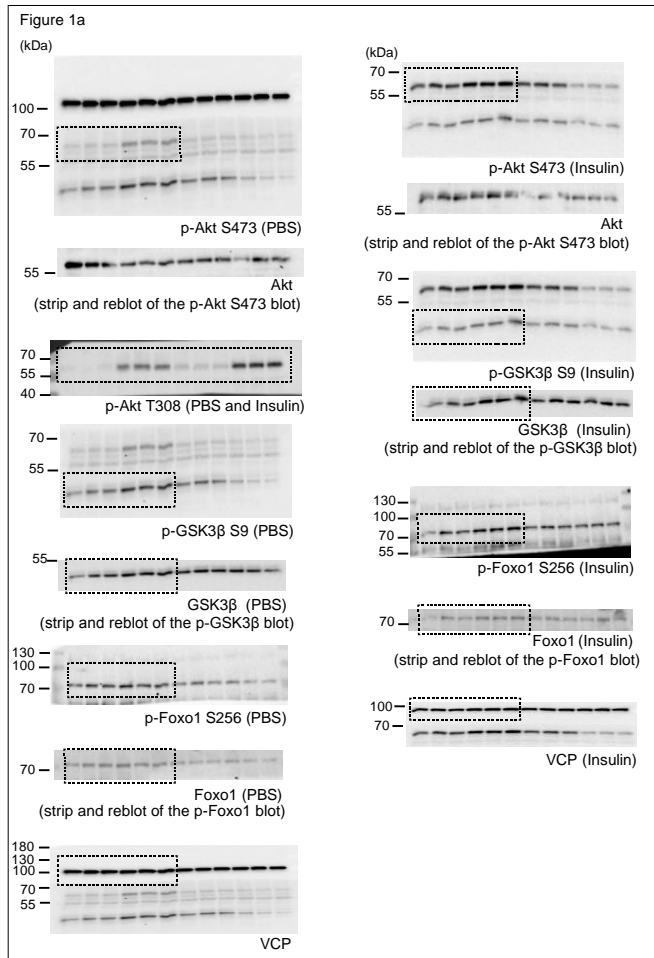 Figure 1a
(kDa)
100
70
55
p-Akt S473 (PBS)
55
Akt
(strip and reblot of the p-Akt S473 blot)
70
55
40
p-Akt T308 (PBS and Insulin)
70
55
p-GSK3β S9 (PBS)
55
GSK3β (PBS)
(strip and reblot of the p-GSK3β blot)
130
100
70
p-Foxo1 S256 (PBS)
70
Foxo1 (PBS)
(strip and reblot of the p-Foxo1 blot)
180
130
100
70
55
VCP
(kDa)
70
55
p-Akt S473 (Insulin)
55
Akt
(strip and reblot of the p-Akt S473 blot)
70
55
p-GSK3β S9 (Insulin)
GSK3β (Insulin)
(strip and reblot of the p-GSK3β blot)
130
100
70
55
p-Foxo1 S256 (Insulin)
70
Foxo1 (Insulin)
(strip and reblot of the p-Foxo1 blot)
100
70
VCP (Insulin)